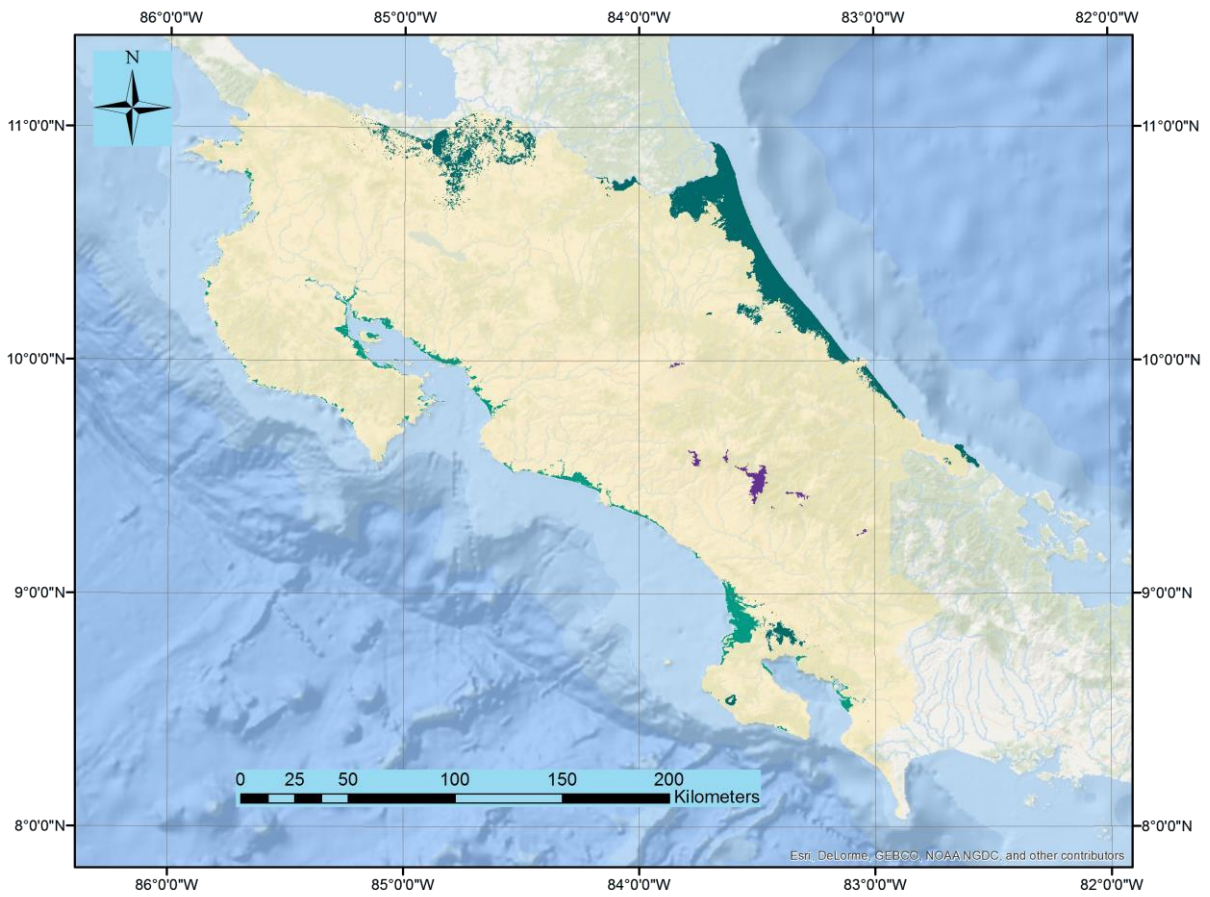 86°0'0"W 85°0'0"W 84°0'0"W 83°0'0"W 82°0'0"W
N
11°0'0"N 11°0'0"N
10°0'0"N 10°0'0"N
9°0'0"N 9°0'0"N
0 25 50 100 150 200
Kilometers
8°0'0"N 8°0'0"N
Esri, DeLorme, GEBCO, NOAA NGDC, and other contributors
86°0'0"W 85°0'0"W 84°0'0"W 83°0'0"W 82°0'0"W